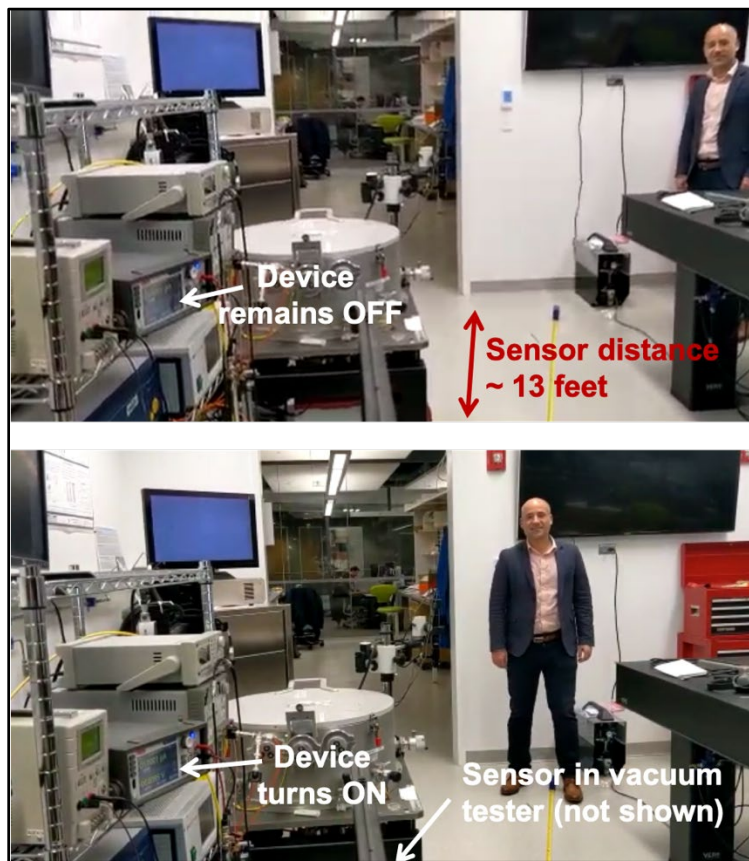 Device
remains OFF
Sensor distance
~ 13 feet
Device
turns ON
Sensor in vacuum
tester (not shown)